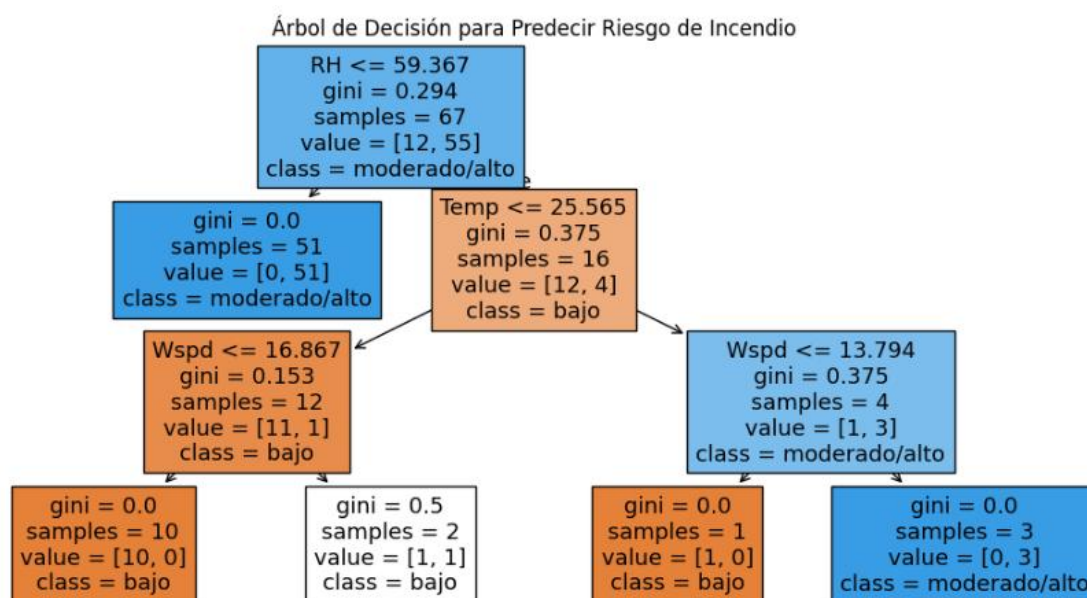 Árbol de Decisión para Predecir Riesgo de Incendio
RH <= 59.367
gini = 0.294
samples = 67
value = [12, 55]
class = moderado/alto
gini = 0.0
samples = 51
value = [0, 51]
class = moderado/alto
Temp <= 25.565
gini = 0.375
samples = 16
value = [12, 4]
class = bajo
Wspd <= 16.867
gini = 0.153
samples = 12
value = [11, 1]
class = bajo
Wspd <= 13.794
gini = 0.375
samples = 4
value = [1, 3]
class = moderado/alto
gini = 0.0
samples = 10
value = [10, 0]
class = bajo
gini = 0.5
samples = 2
value = [1, 1]
class = bajo
gini = 0.0
samples = 1
value = [1, 0]
class = bajo
gini = 0.0
samples = 3
value = [0, 3]
class = moderado/alto